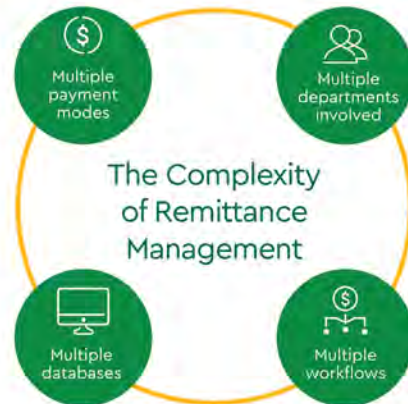 $
Multiple
payment
modes
Multiple
departments
involved
The Complexity
of Remittance
Management
Multiple
databases
$
Multiple
workflows